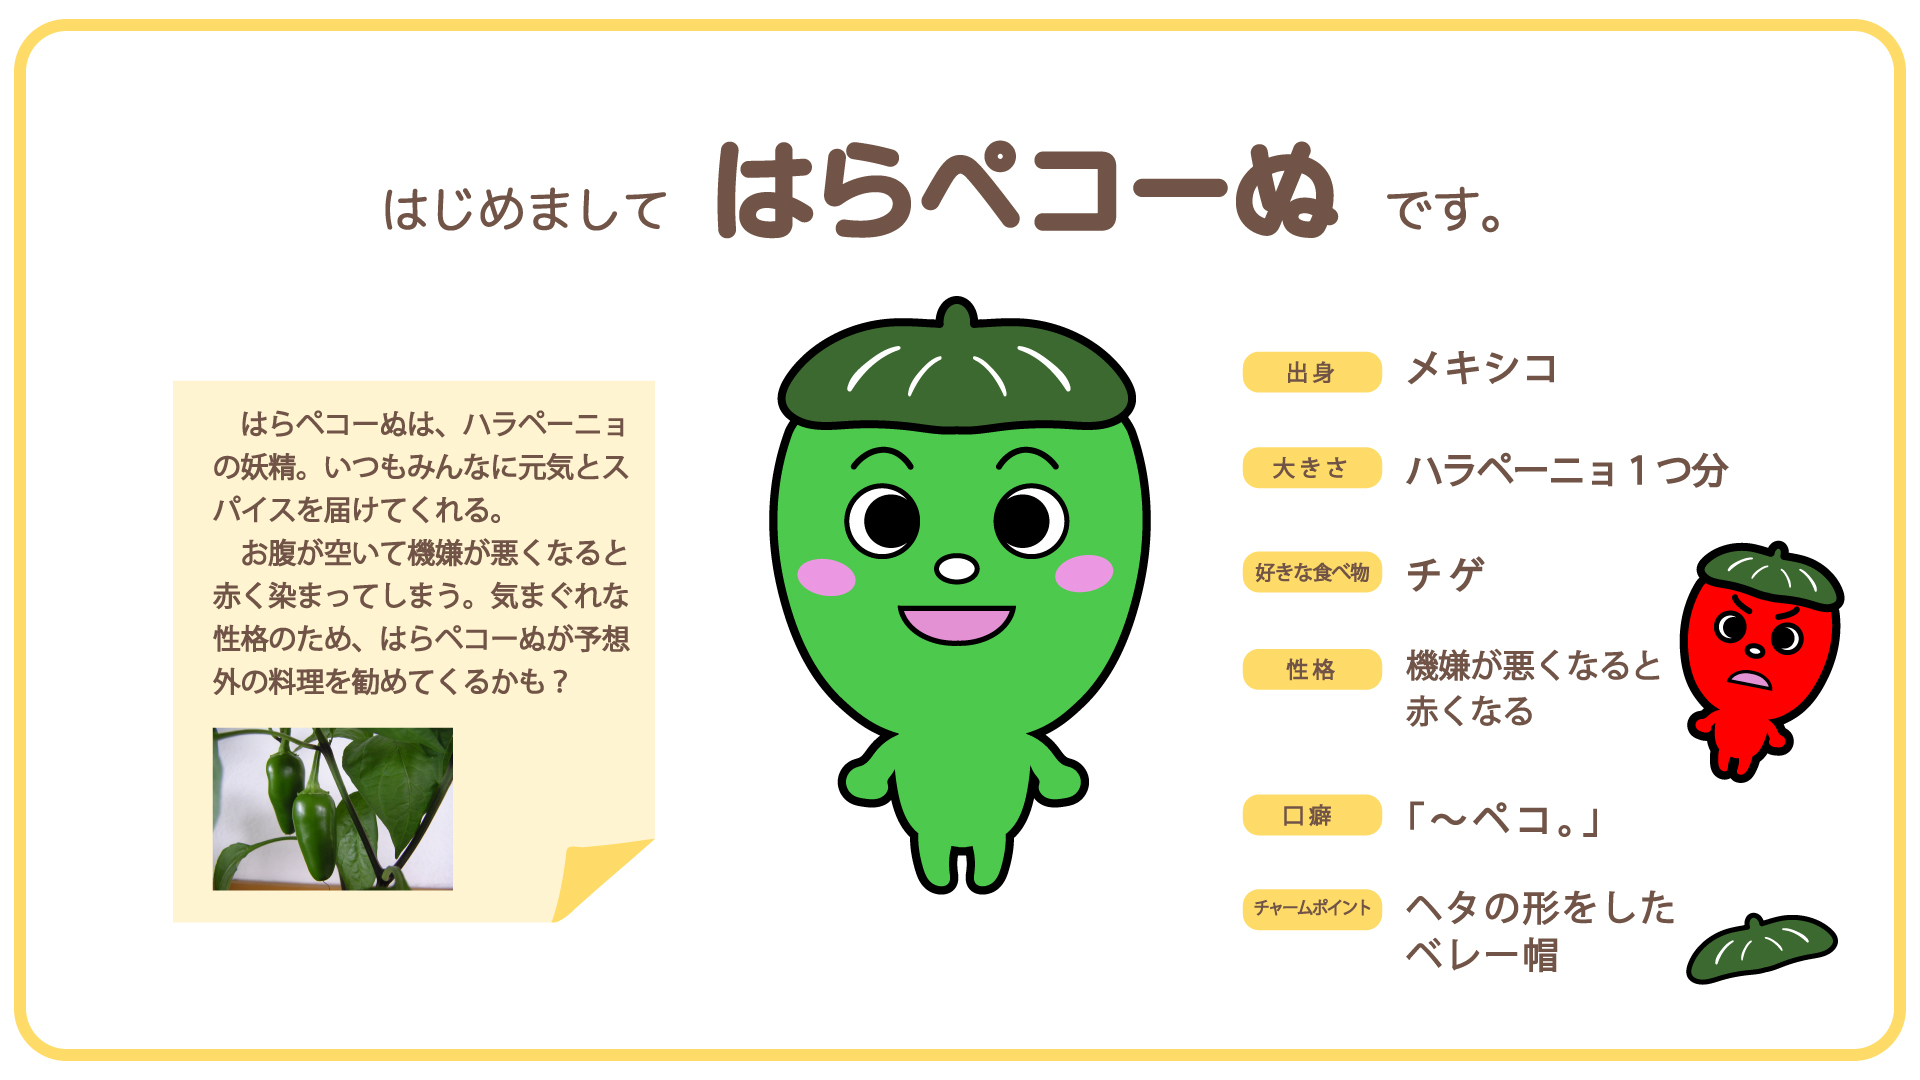 はじめまして はらペコーぬ です。
はらペコーぬは、ハラペーニョ
の妖精。いつもみんなに元気とス
パイスを届けてくれる。
お腹が空いて機嫌が悪くなると
赤く染まってしまう。気まぐれな
性格のため、はらペコーぬが予想
外の料理を勧めてくるかも？
出身 メキシコ
大きさ ハラペーニョ１つ分
好きな食べ物 チゲ
性格 機嫌が悪くなると
赤くなる
口癖 「～ペコ。」
チャームポイント ヘタの形をした
ベレー帽